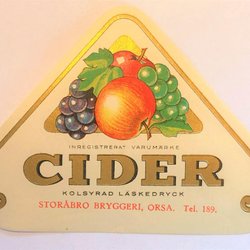 INREGISTRERAT VARUMÄRKE
CIDER
KOLSYRAD LÄSKEDRYCK
STORÅBRO BRYGGERI, ORSA. Tel. 189.